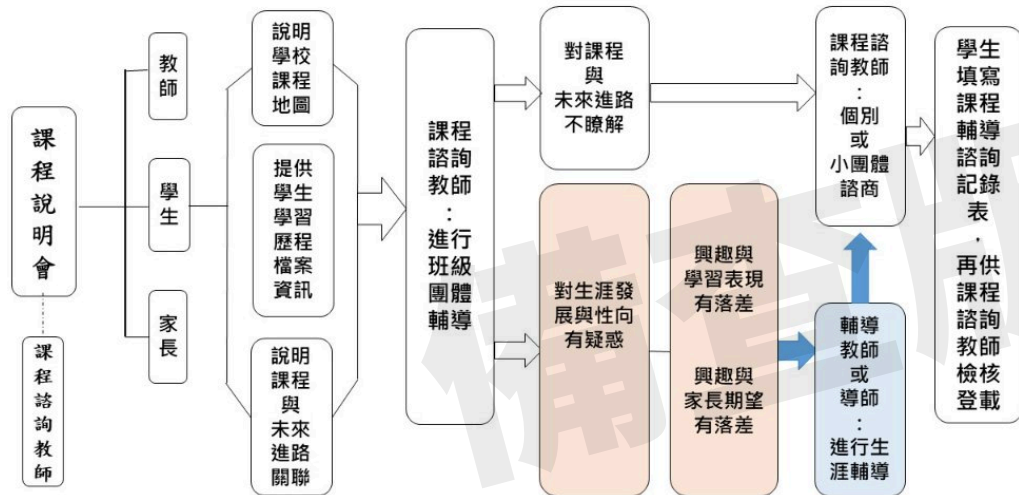 課程說明會
課程諮詢教師
教師
學生
家長
說明
學校
課程
地圖
提供
學生
學習
歷程
檔案
資訊
說明
課程
與
未來
進路
關聯
課程
諮詢
教師
:
進行
班級
團體
輔導
對課程
與
未來進路
不瞭解
對生涯發
展與性向
有疑惑
興趣與
學習表現
有落差
興趣與
家長期望
有落差
課程諮
詢教師
:
個別
或
小團體
諮商
輔導
教師
或
導師
:
進行生
涯輔導
學生
填寫
課程
輔導
諮詢
記錄
表,
再供
課程
諮詢
教師
檢核
登載
備查版